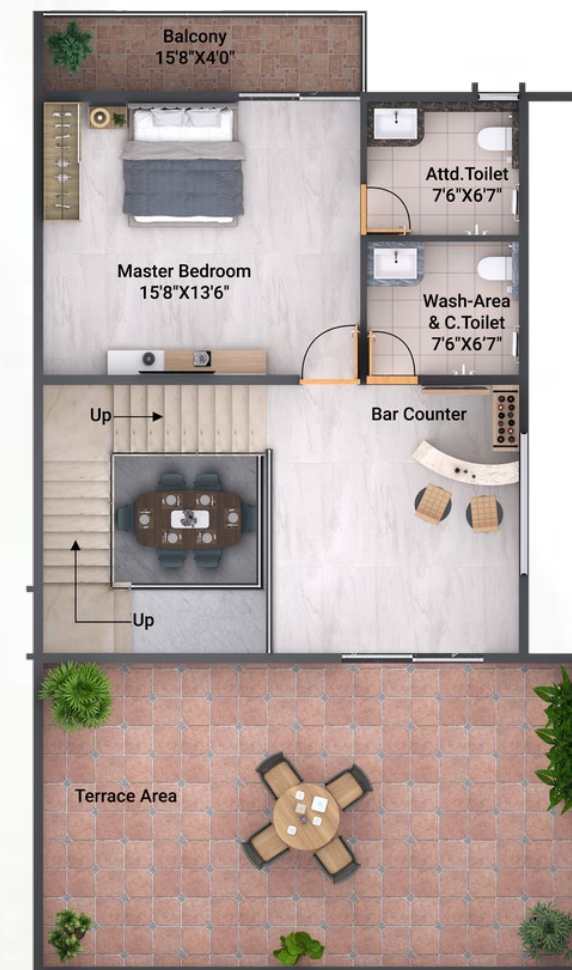 Balcony
15'8"X4'0"
Attd.Toilet
7'6"X6'7"
Master Bedroom
15'8"X13'6"
Wash-Area
& C.Toilet
7'6"X6'7"
Up
Bar Counter
Up
Terrace Area